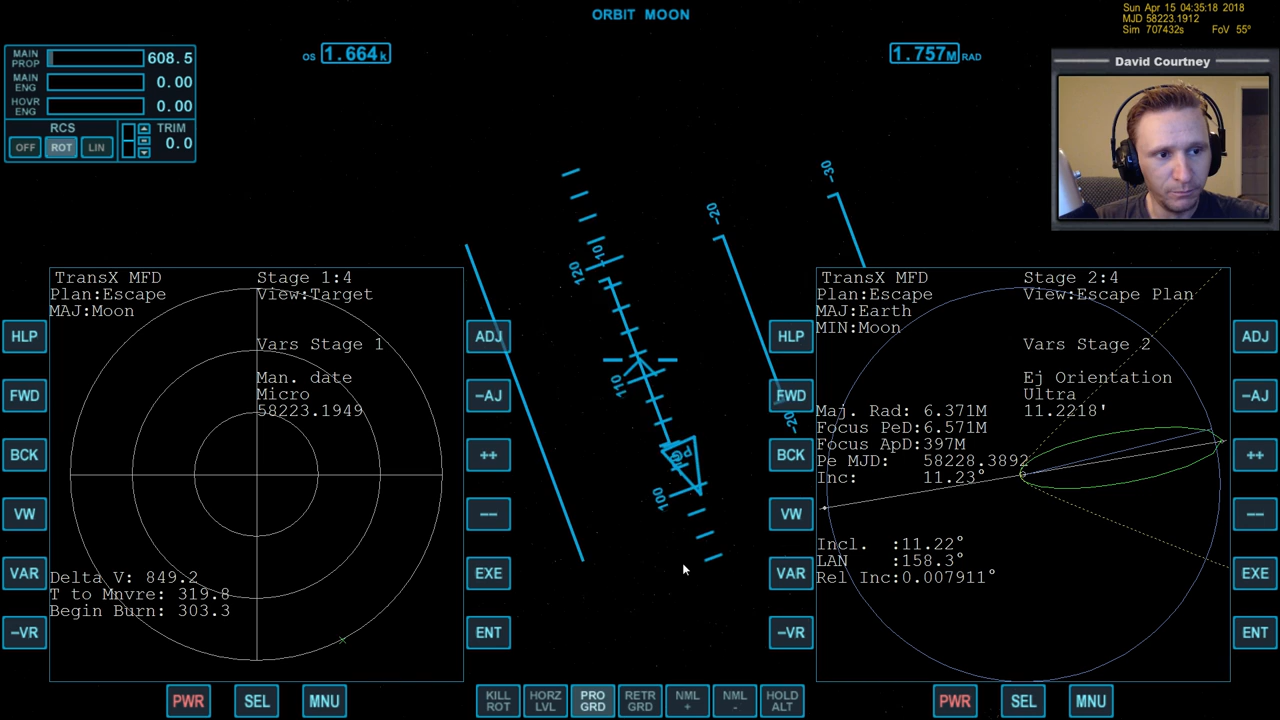 ORBIT MOON
Sun Apr 15 04:35:18 2018
MJD 58223.1912
Sim 707432s FoV 55°
MAIN PROP 608.5
MAIN ENG 0.00
HOVR ENG 0.00
RCS TRIM
OFF ROT LIN 0.0
OS 1.664k
1.757M RAD
David Courtney
-30
-20
-10
120
110
100
-20
TransX MFD Stage 1:4
Plan:Escape View:Target
MAJ:Moon
Vars Stage 1
Man. date
Micro
58223.1949
Delta V: 849.2
T to Mnvre: 319.8
Begin Burn: 303.3
HLP
FWD
BCK
VW
VAR
-VR
ADJ
-AJ
++
--
EXE
ENT
PWR SEL MNU
TransX MFD Stage 2:4
Plan:Escape View:Escape Plan
MAJ:Earth
MIN:Moon
Vars Stage 2
Ej Orientation
Ultra
11.2218'
Maj. Rad: 6.371M
Focus PeD: 6.571M
Focus ApD: 397M
Pe MJD: 58228.3892
Inc: 11.23°
Incl. :11.22°
LAN :158.3°
Rel Inc:0.007911°
HLP
FWD
BCK
VW
VAR
-VR
ADJ
-AJ
++
--
EXE
ENT
PWR SEL MNU
KILL ROT
HORZ LVL
PRO GRD
RETR GRD
NML +
NML -
HOLD ALT